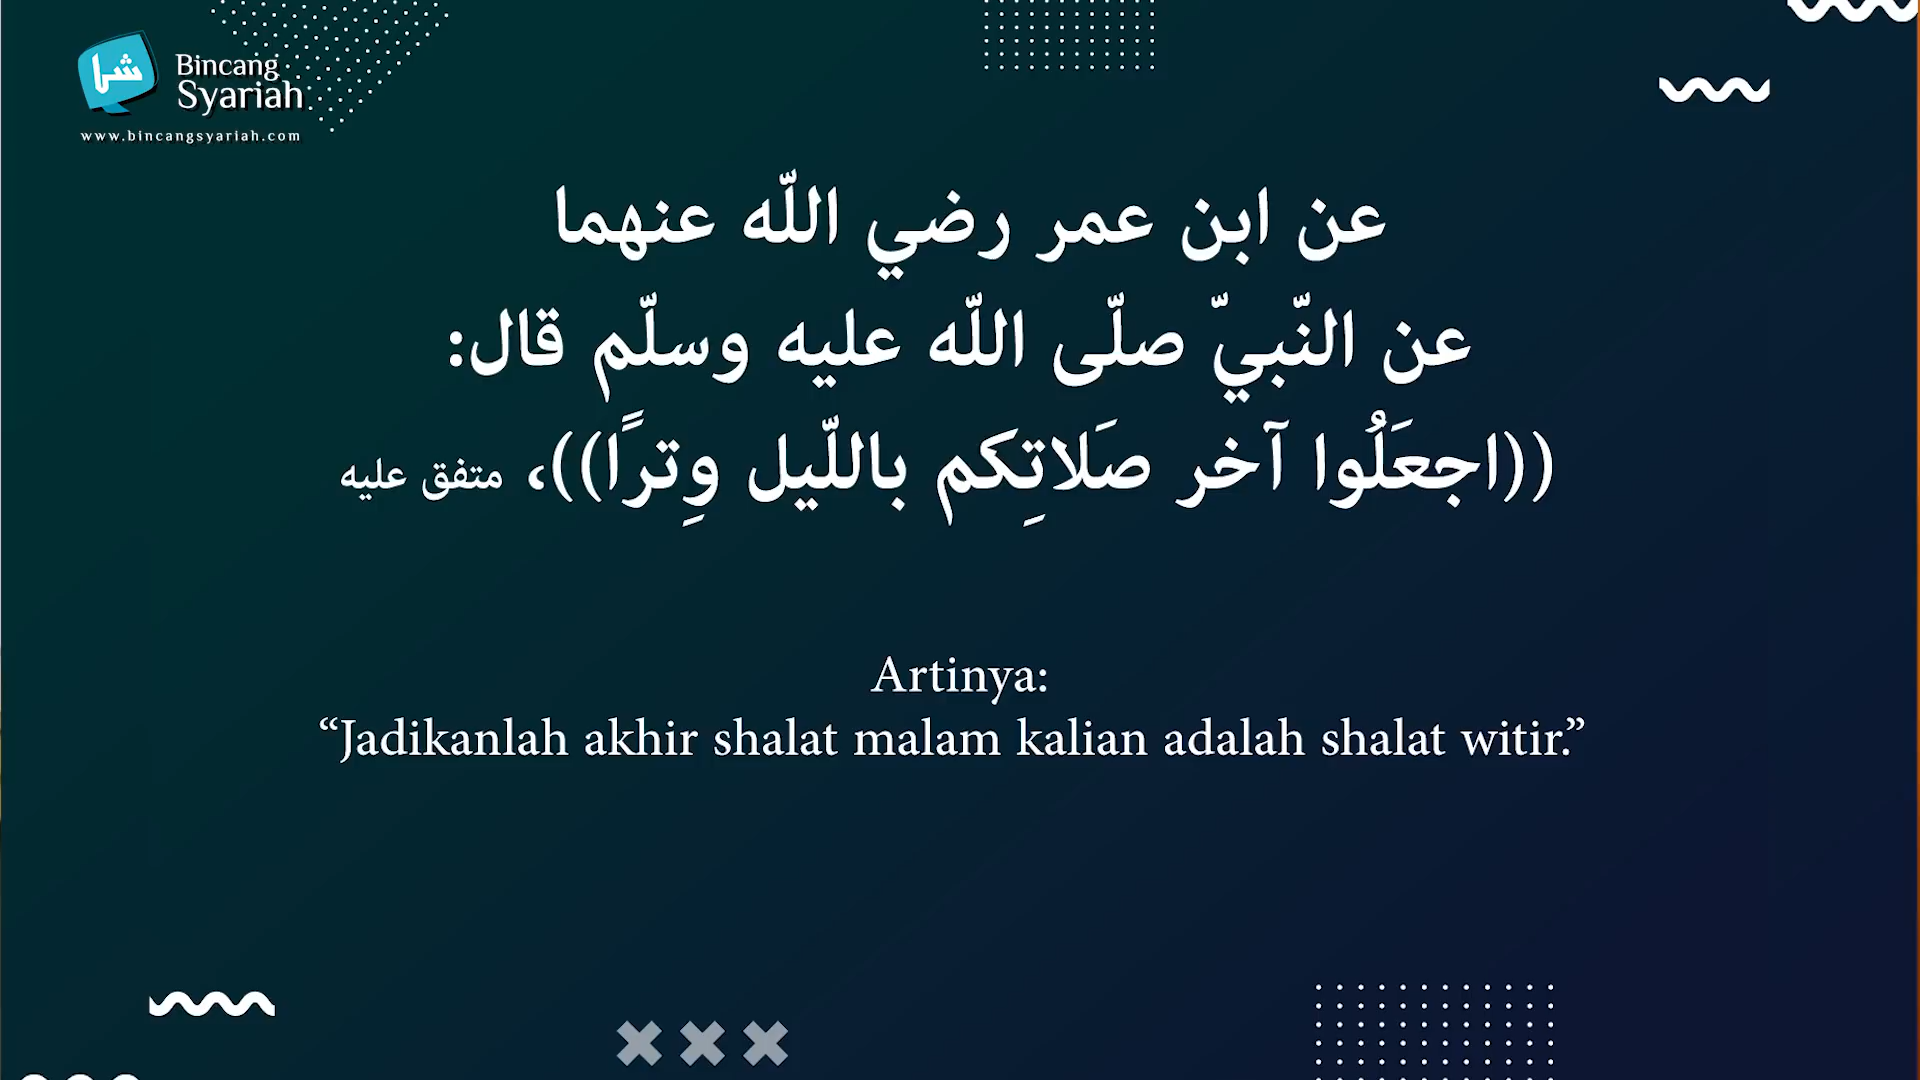 شا
Bincang
Syariah
www.bincangsyariah.com
عن ابن عمر رضي اللّه عنهما
عن النّبيّ صلّى اللّه عليه وسلّم قال:
((اجعَلُوا آخر صَلاتِكم باللّيل وِترًا))، متفق عليه
Artinya:
“Jadikanlah akhir shalat malam kalian adalah shalat witir.”